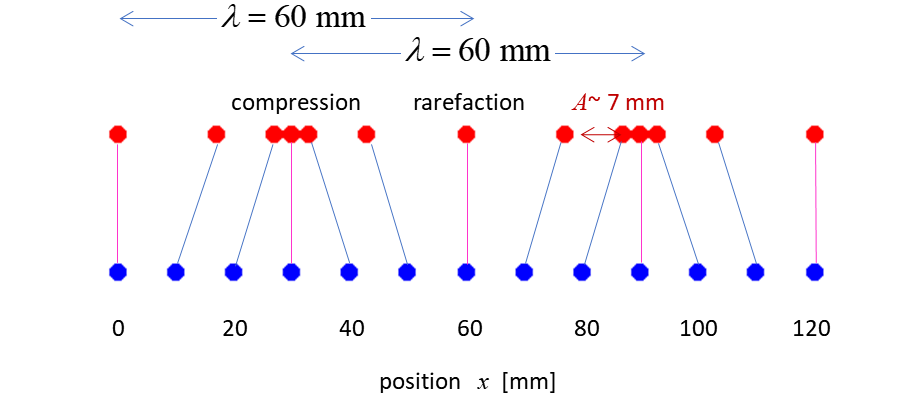 λ = 60 mm
λ = 60 mm
compression rarefaction A~ 7 mm
0 20 40 60 80 100 120
position x [mm]